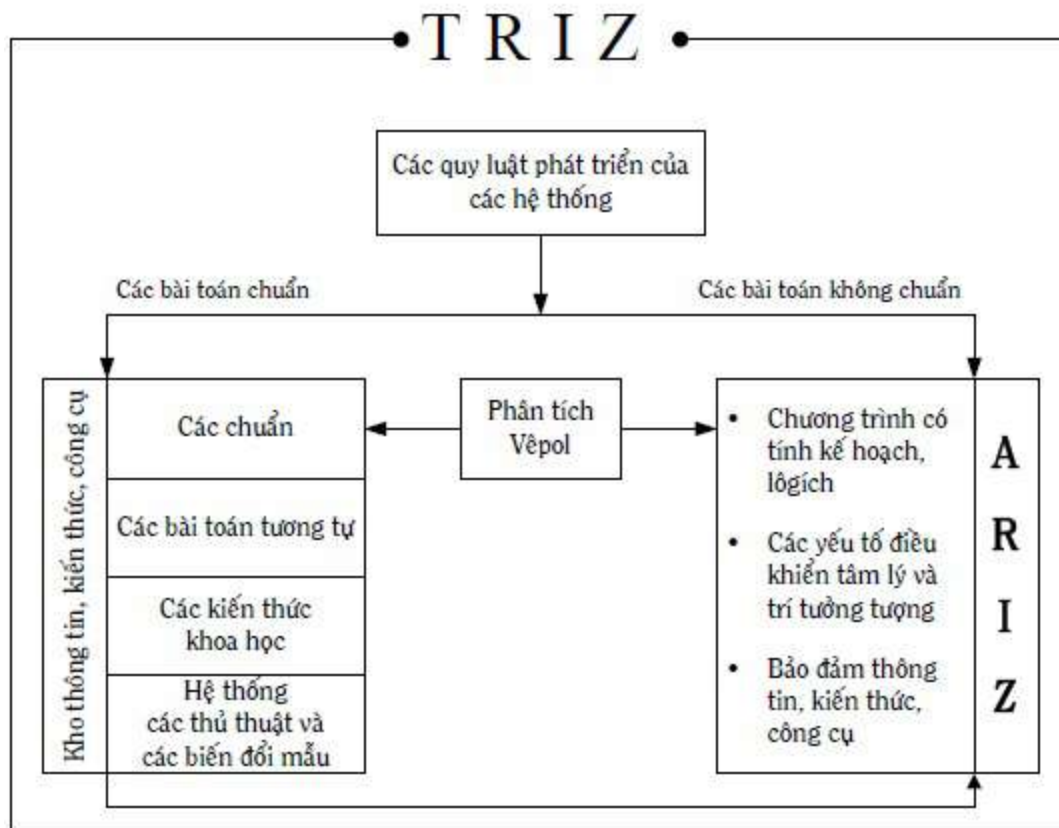 T R I Z
Các quy luật phát triển của
các hệ thống
Các bài toán chuẩn
Các bài toán không chuẩn
Kho thông tin, kiến thức, công cụ
Các chuẩn
Các bài toán tương tự
Các kiến thức
khoa học
Hệ thống
các thủ thuật và
các biến đổi mẫu
Phân tích
Vêpol
• Chương trình có
tính kế hoạch,
lôgích
• Các yếu tố điều
khiển tâm lý và
trí tưởng tượng
• Bảo đảm thông
tin, kiến thức,
công cụ
A
R
I
Z